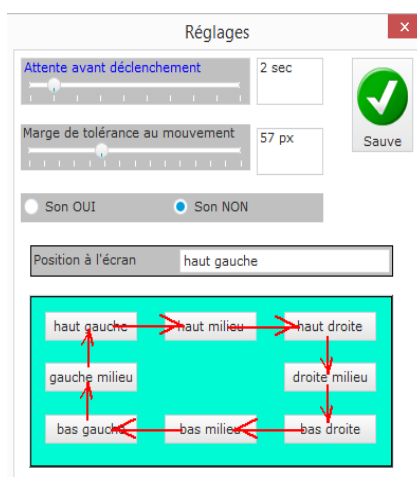 Réglages
x
Attente avant déclenchement
2 sec
Sauve
Marge de tolérance au mouvement
57 px
Son OUI
Son NON
Position à l'écran
haut gauche
haut gauche
haut milieu
haut droite
gauche milieu
droite milieu
bas gauche
bas milieu
bas droite